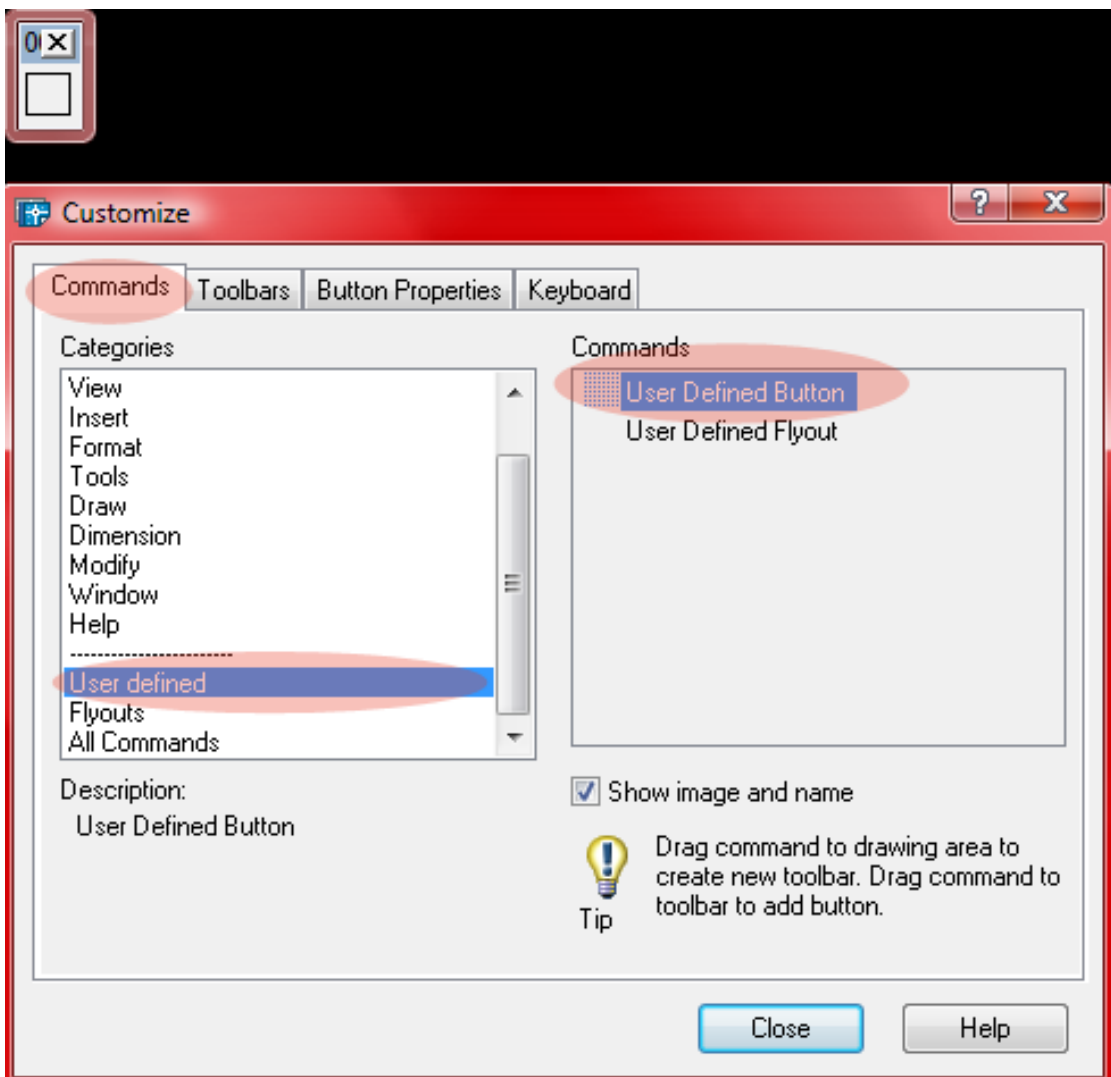 Customize
Commands Toolbars Button Properties Keyboard
Categories
View
Insert
Format
Tools
Draw
Dimension
Modify
Window
Help
-----------------------
User defined
Flyouts
All Commands
Description:
User Defined Button
Commands
User Defined Button
User Defined Flyout
Show image and name
Tip
Drag command to drawing area to
create new toolbar. Drag command to
toolbar to add button.
Close Help